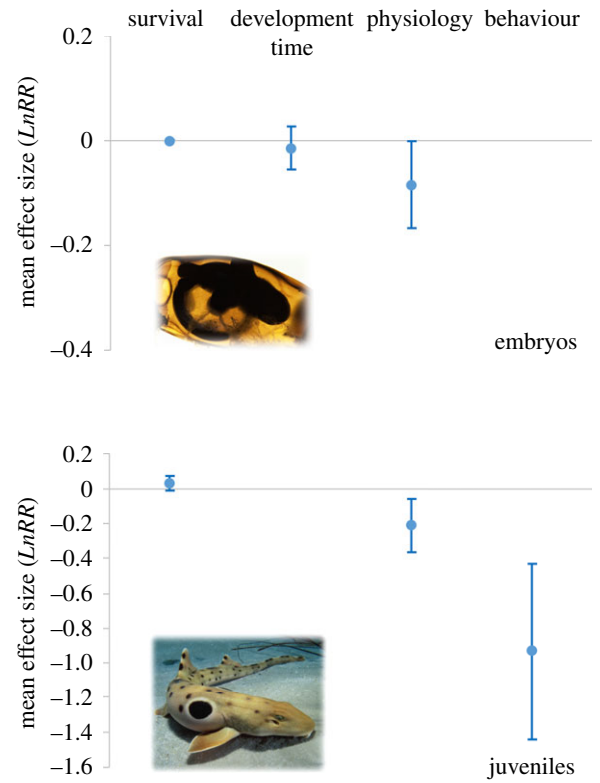 survival development time physiology behaviour
mean effect size (LnRR)
0.2
0
–0.2
–0.4
embryos
mean effect size (LnRR)
0.2
0
–0.2
–0.4
–0.6
–0.8
–1.0
–1.2
–1.4
–1.6
juveniles